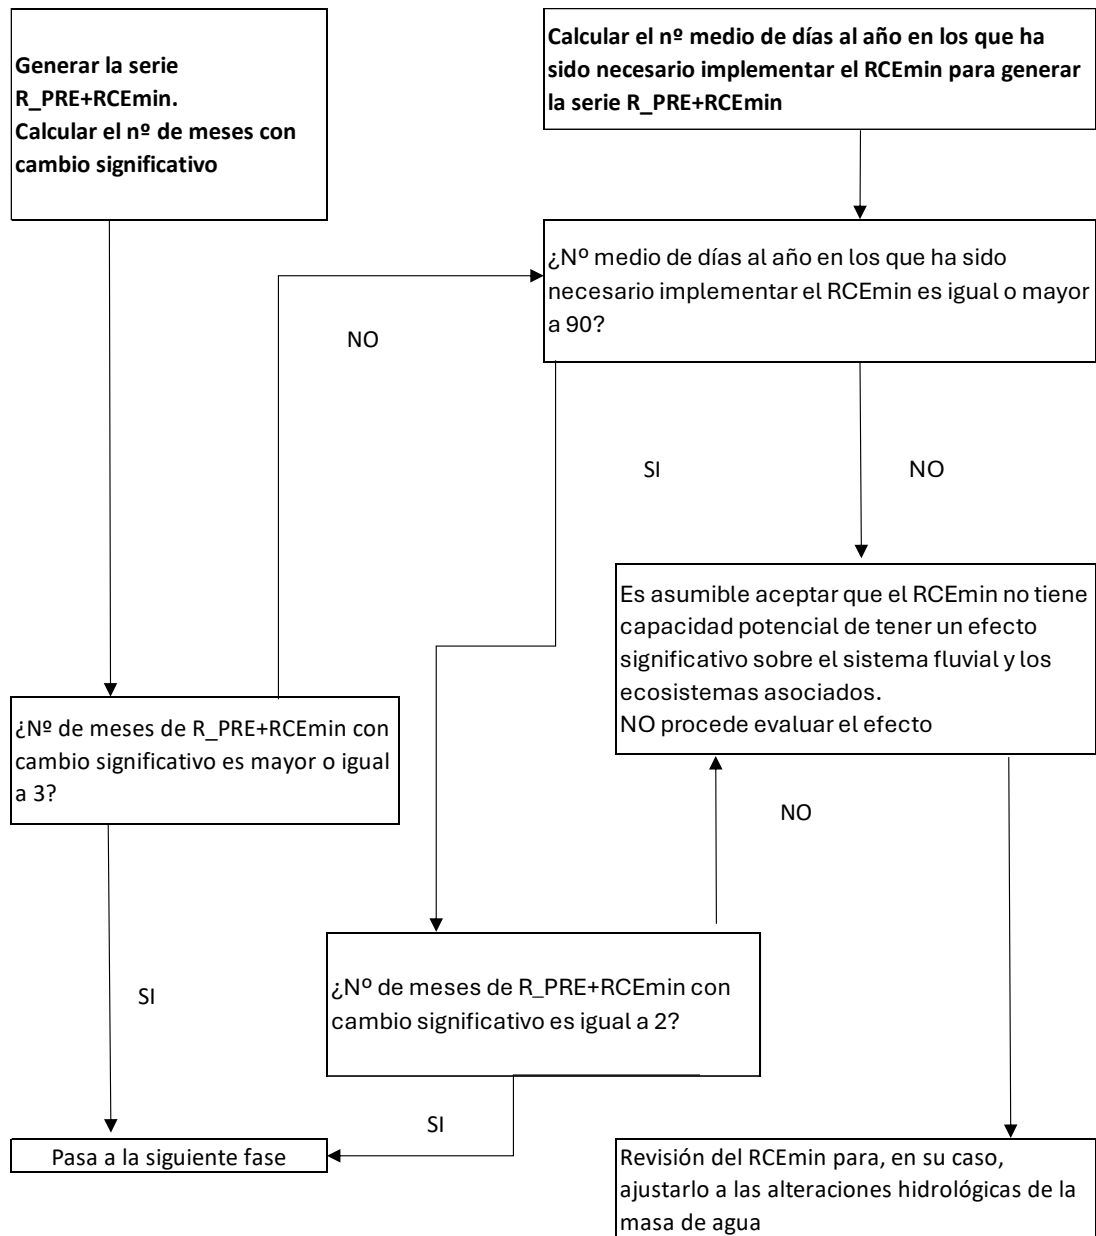 Generar la serie
R_PRE+RCEmin.
Calcular el nº de meses con
cambio significativo
Calcular el nº medio de días al año en los que ha
sido necesario implementar el RCEmin para generar
la serie R_PRE+RCEmin
¿Nº medio de días al año en los que ha sido
necesario implementar el RCEmin es igual o mayor
a 90?
NO
SI
NO
Es asumible aceptar que el RCEmin no tiene
capacidad potencial de tener un efecto
significativo sobre el sistema fluvial y los
ecosistemas asociados.
NO procede evaluar el efecto
¿Nº de meses de R_PRE+RCEmin con
cambio significativo es mayor o igual
a 3?
NO
¿Nº de meses de R_PRE+RCEmin con
cambio significativo es igual a 2?
SI
SI
Pasa a la siguiente fase
Revisión del RCEmin para, en su caso,
ajustarlo a las alteraciones hidrológicas de la
masa de agua